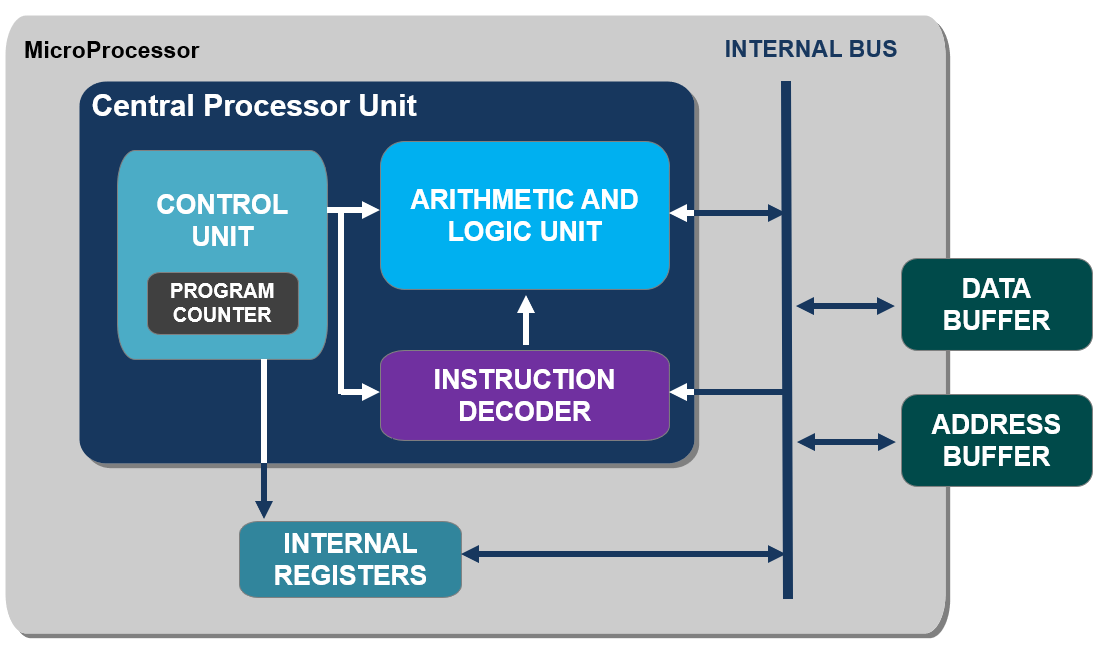 MicroProcessor
INTERNAL BUS
Central Processor Unit
CONTROL
UNIT
PROGRAM
COUNTER
ARITHMETIC AND
LOGIC UNIT
INSTRUCTION
DECODER
DATA
BUFFER
ADDRESS
BUFFER
INTERNAL
REGISTERS